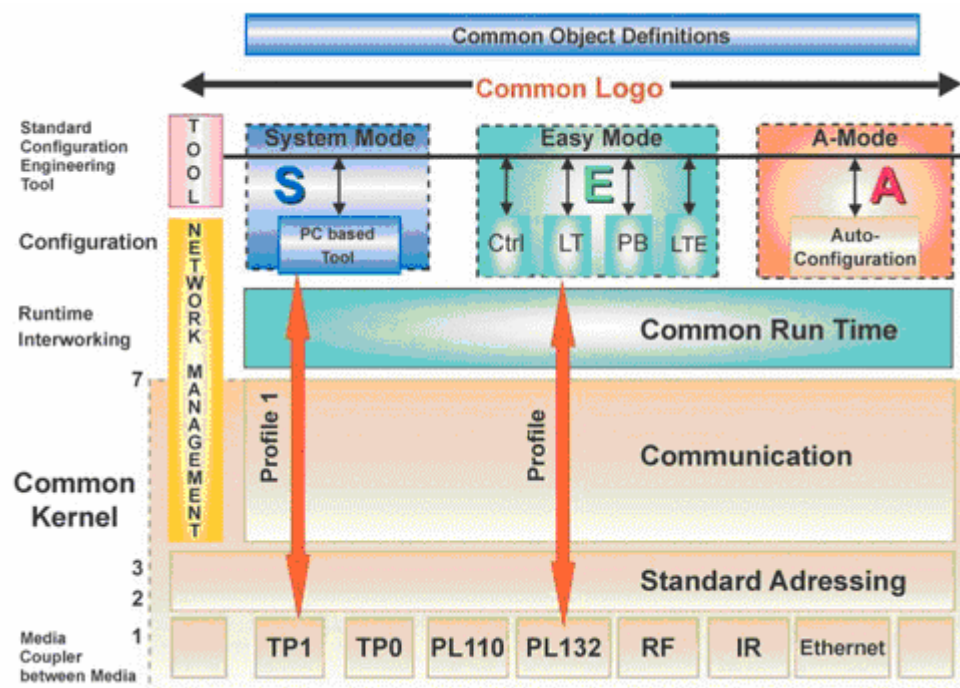 Common Object Definitions
Common Logo
Standard
Configuration
Engineering
Tool
TOOL
System Mode
Easy Mode
A-Mode
S
E
A
PC based
Tool
Ctrl
LT
PB
LTE
Auto-
Configuration
Configuration
NETWORK MANAGEMENT
Runtime
Interworking
Common Run Time
7
Profile 1
Profile
Communication
Common
Kernel
3
2
Standard Adressing
1
Media
Coupler
between Media
TP1
TP0
PL110
PL132
RF
IR
Ethernet